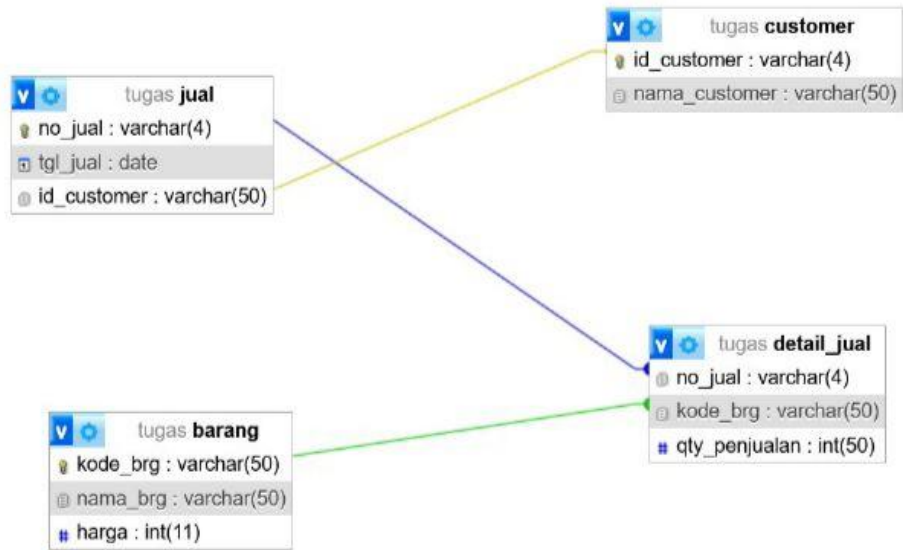 tugas customer
id_customer : varchar(4)
nama_customer : varchar(50)
tugas jual
no_jual : varchar(4)
tgl_jual : date
id_customer : varchar(50)
tugas detail_jual
no_jual : varchar(4)
kode_brg : varchar(50)
# qty_penjualan : int(50)
tugas barang
kode_brg : varchar(50)
nama_brg : varchar(50)
# harga : int(11)